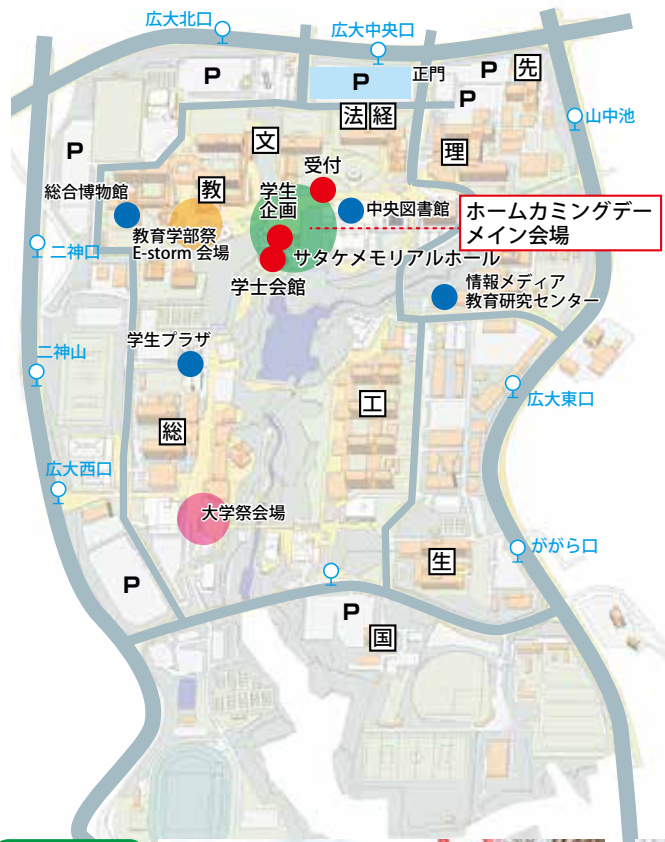 広大北口
広大中央口
P
P
正門
P
先
P
法
経
山中池
文
理
P
受付
教
学生
企画
総合博物館
中央図書館
ホームカミングデー
メイン会場
教育学部祭
E-storm 会場
二神口
サタケメモリアルホール
学士会館
情報メディア
教育研究センター
学生プラザ
二神山
広大東口
工
総
広大西口
大学祭会場
ががら口
生
P
P
国